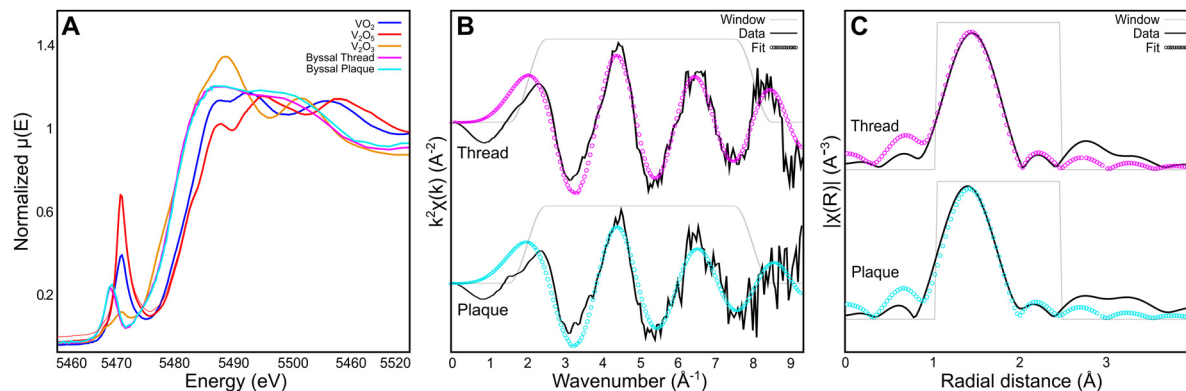 A
VO₂
V₂O₅
V₂O₃
Byssal Thread
Byssal Plaque
1.4
1
0.6
0.2
Normalized μ(E)
5460 5470 5480 5490 5500 5460 5520
Energy (eV)
B
Window
Data
Fit
Thread
Plaque
k²χ(k) (A⁻²)
0 1 2 3 4 5 6 7 8 9
Wavenumber (Å⁻¹)
C
Window
Data
Fit
Thread
Plaque
|χ(R)| (A⁻³)
0 1 2 3
Radial distance (Å)